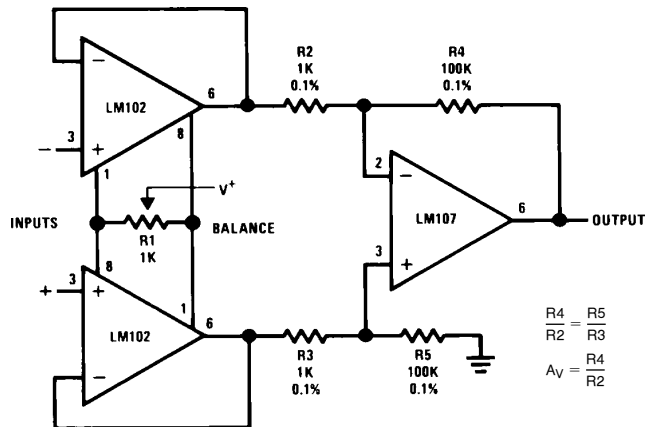 R2
1K
0.1%
R4
100K
0.1%
−
LM102
6
8
− 3 +
1
2
−
V+
INPUTS
R1
1K
BALANCE
LM107
6
OUTPUT
3
+
8
+ 3 +
1
LM102
6
−
R3
1K
0.1%
R5
100K
0.1%
R4/R2 = R5/R3
AV = R4/R2